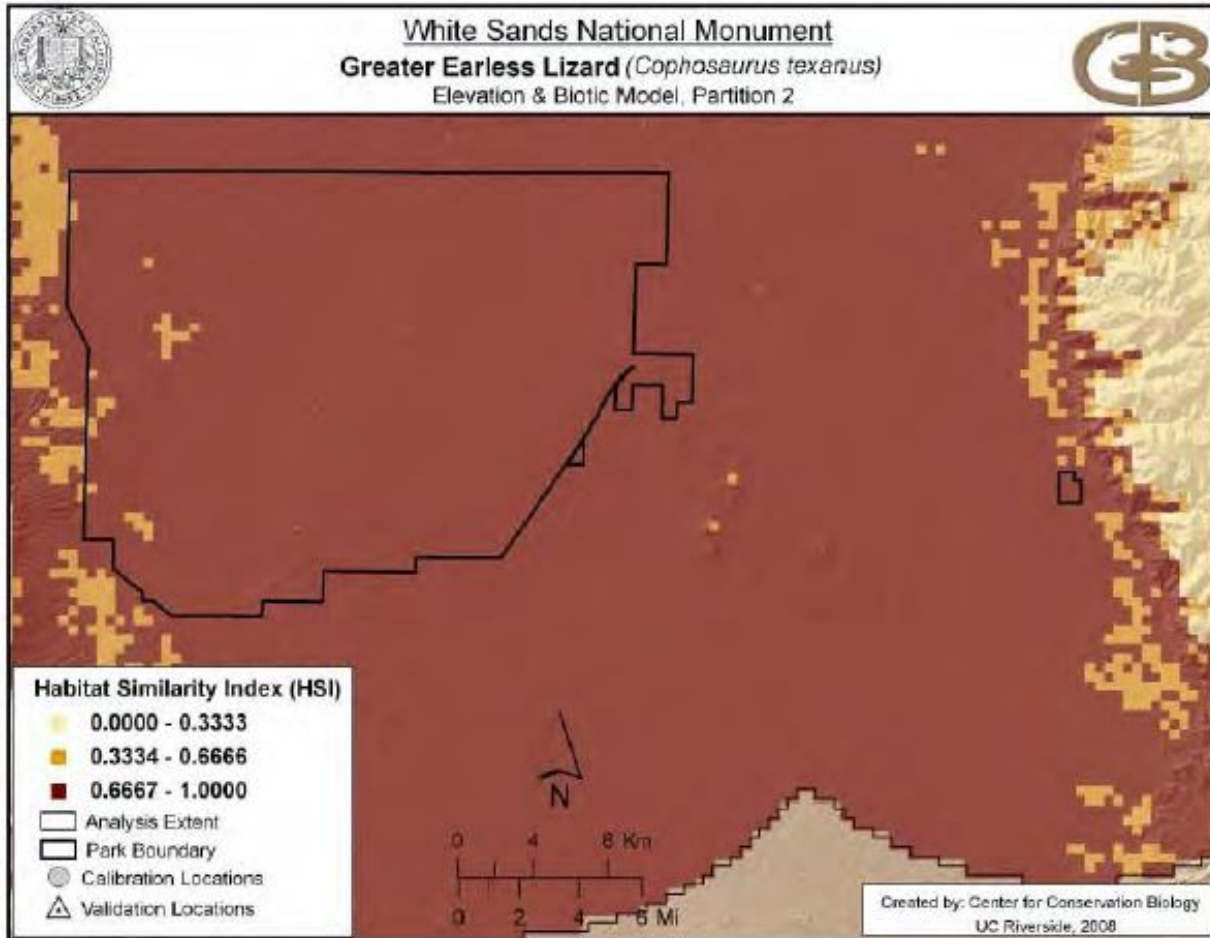 White Sands National Monument
Greater Earless Lizard (Cophosaurus texanus)
Elevation & Biotic Model, Partition 2
CB
Habitat Similarity Index (HSI)
0.0000 - 0.3333
0.3334 - 0.6666
0.6667 - 1.0000
Analysis Extent
Park Boundary
Calibration Locations
Validation Locations
N
0 4 8 Km
0 2 4 6 Mi
Created by: Center for Conservation Biology
UC Riverside, 2008